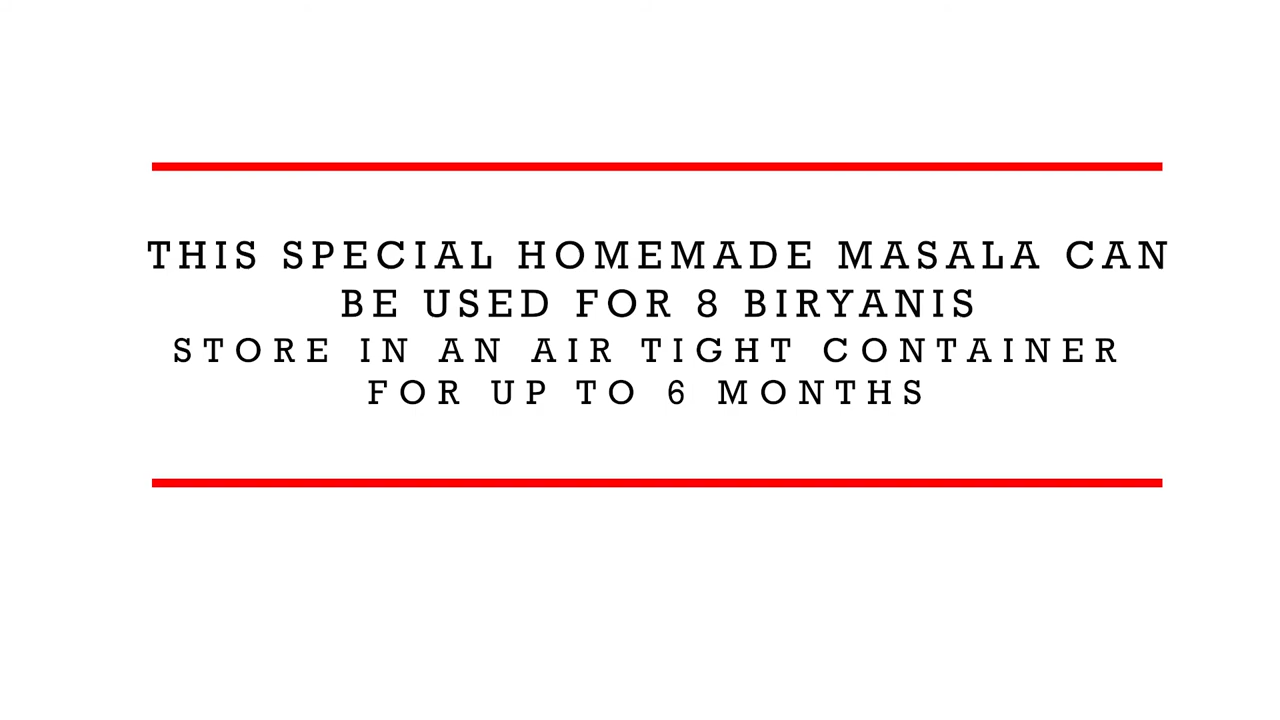 THIS SPECIAL HOMEMADE MASALA CAN
BE USED FOR 8 BIRYANIS
STORE IN AN AIR TIGHT CONTAINER
FOR UP TO 6 MONTHS